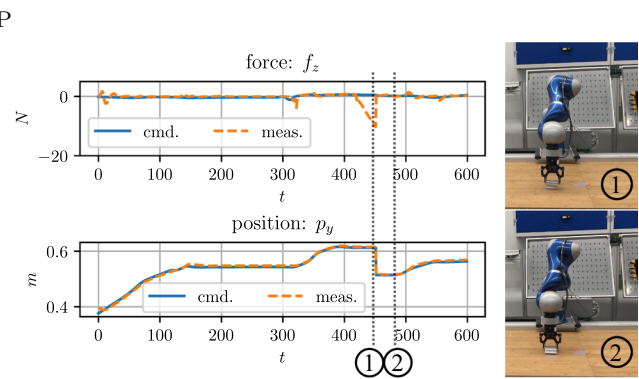 P
force: f_z
0
−20
N
cmd. meas.
0 100 200 300 400 500 600
t
position: p_y
0.6
0.4
m
cmd. meas.
0 100 200 300 400 500 600
t
① ②
①
②